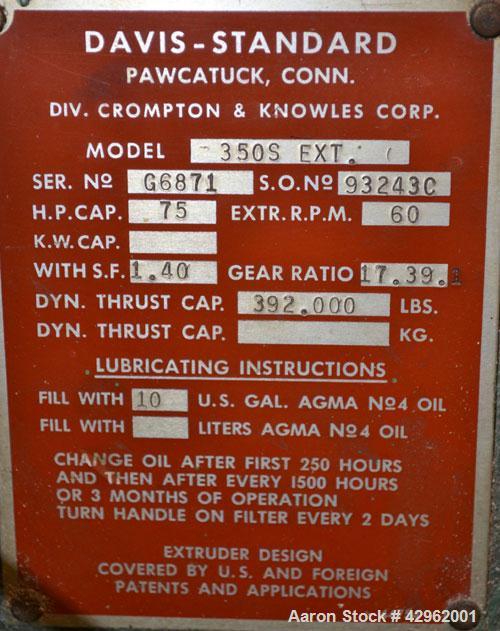 DAVIS-STANDARD
PAWCATUCK, CONN.
DIV. CROMPTON & KNOWLES CORP.
MODEL 350S EXT.
SER. Nº G6871 S.O.Nº 93243C
H.P.CAP. 75 EXTR.R.P.M. 60
K.W.CAP.
WITH S.F. 1.40 GEAR RATIO 17.39.1
DYN. THRUST CAP. 392.000 LBS.
DYN. THRUST CAP. KG.
LUBRICATING INSTRUCTIONS
FILL WITH 10 U.S. GAL. AGMA Nº4 OIL
FILL WITH LITERS AGMA Nº4 OIL
CHANGE OIL AFTER FIRST 250 HOURS
AND THEN AFTER EVERY 1500 HOURS
OR 3 MONTHS OF OPERATION
TURN HANDLE ON FILTER EVERY 2 DAYS
EXTRUDER DESIGN
COVERED BY U.S. AND FOREIGN
PATENTS AND APPLICATIONS
Aaron Stock # 42962001